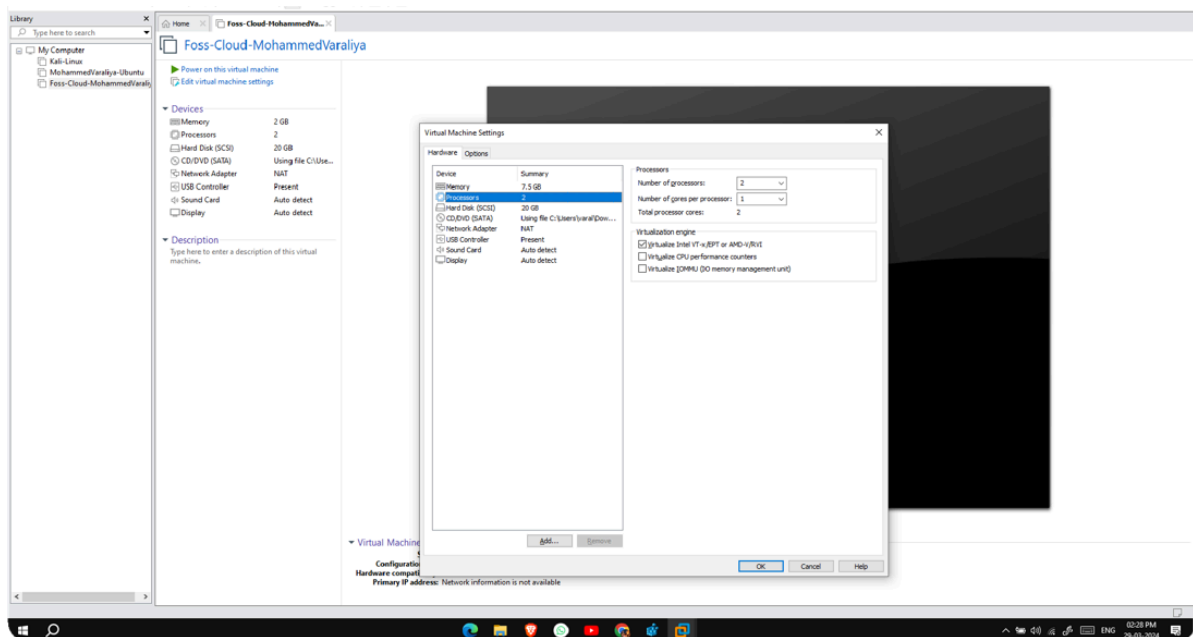 Library
Type here to search
My Computer
Kali-Linux
MohammedVaraliya-Ubuntu
Foss-Cloud-MohammedVaraliy
Home
Foss-Cloud-MohammedVa...
Foss-Cloud-MohammedVaraliya
Power on this virtual machine
Edit virtual machine settings
Devices
Memory 2 GB
Processors 2
Hard Disk (SCSI) 20 GB
CD/DVD (SATA) Using file C:\Use...
Network Adapter NAT
USB Controller Present
Sound Card Auto detect
Display Auto detect
Description
Type here to enter a description of this virtual
machine.
Virtual Machine Settings
Hardware Options
Device Summary
Memory 7.5 GB
Processors 2
Hard Disk (SCSI) 20 GB
CD/DVD (SATA) Using file C:\Users\varal\Dow...
Network Adapter NAT
USB Controller Present
Sound Card Auto detect
Display Auto detect
Add... Remove
Processors
Number of processors: 2
Number of cores per processor: 1
Total processor cores: 2
Virtualization engine
Virtualize Intel VT-x/EPT or AMD-V/RVI
Virtualize CPU performance counters
Virtualize IOMMU (IO memory management unit)
OK Cancel Help
Virtual Machine
Configuratio
Hardware compati
Primary IP address: Network information is not available
ENG
02:28 PM